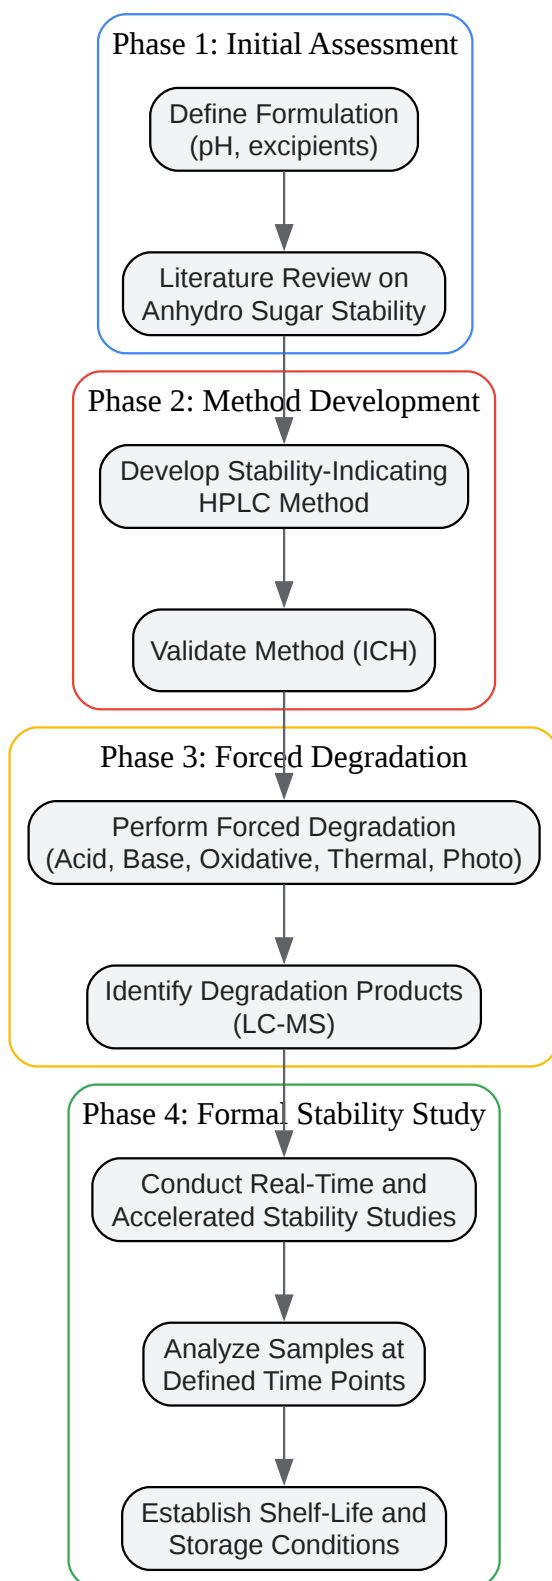 Phase 1: Initial Assessment
Define Formulation
(pH, excipients)
Literature Review on
Anhydro Sugar Stability
Phase 2: Method Development
Develop Stability-Indicating
HPLC Method
Validate Method (ICH)
Phase 3: Forced Degradation
Perform Forced Degradation
(Acid, Base, Oxidative, Thermal, Photo)
Identify Degradation Products
(LC-MS)
Phase 4: Formal Stability Study
Conduct Real-Time and
Accelerated Stability Studies
Analyze Samples at
Defined Time Points
Establish Shelf-Life and
Storage Conditions